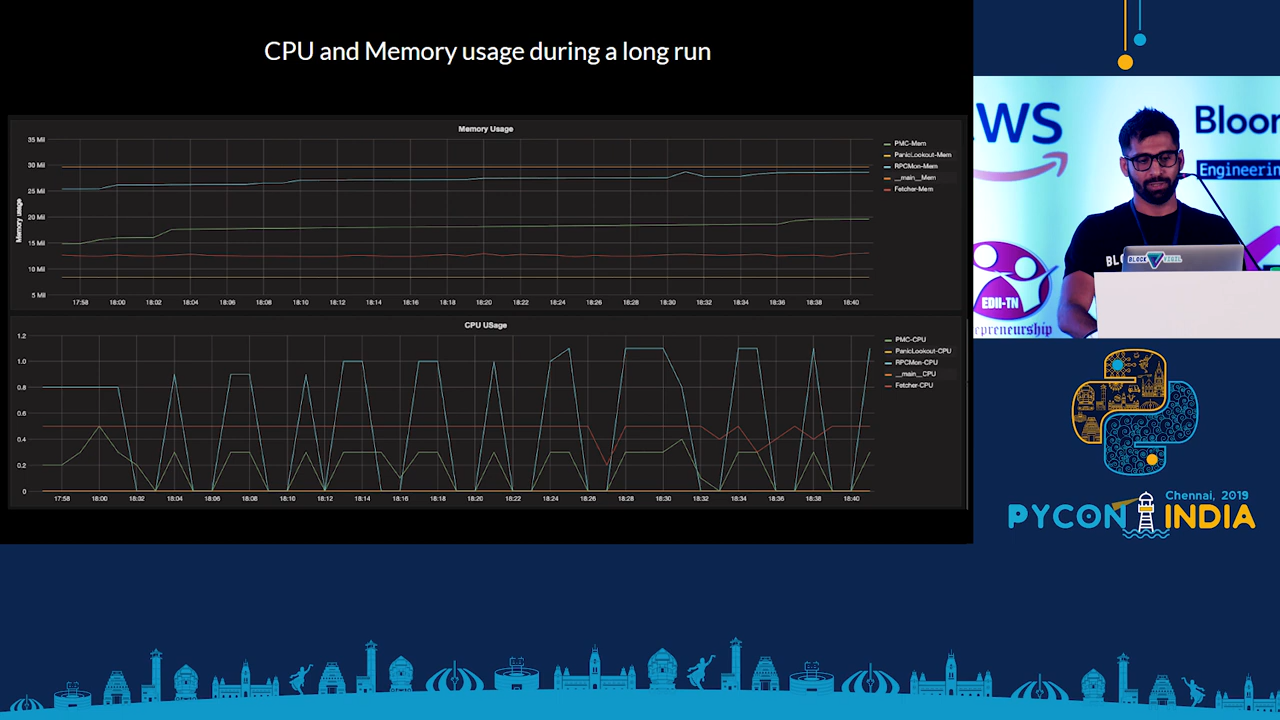 CPU and Memory usage during a long run
Memory Usage
35 Mil
30 Mil
25 Mil
20 Mil
15 Mil
10 Mil
5 Mil
Memory usage
17:58 18:00 18:02 18:04 18:06 18:08 18:10 18:12 18:14 18:16 18:18 18:20 18:22 18:24 18:26 18:28 18:30 18:32 18:34 18:36 18:38 18:40
PMC-Mem
PanicLookout-Mem
RPCMon-Mem
__main__Mem
Fetcher-Mem
CPU USage
1.2
1.0
0.8
0.6
0.4
0.2
0
17:58 18:00 18:02 18:04 18:06 18:08 18:10 18:12 18:14 18:16 18:18 18:20 18:22 18:24 18:26 18:28 18:30 18:32 18:34 18:36 18:38 18:40
PMC-CPU
PanicLookout-CPU
RPCMon-CPU
__main__CPU
Fetcher-CPU
WS
Bloom
Engineerin
BLO
BLOCK VIGIL
EDII-TN
epreneurship
Chennai, 2019
PYCON INDIA